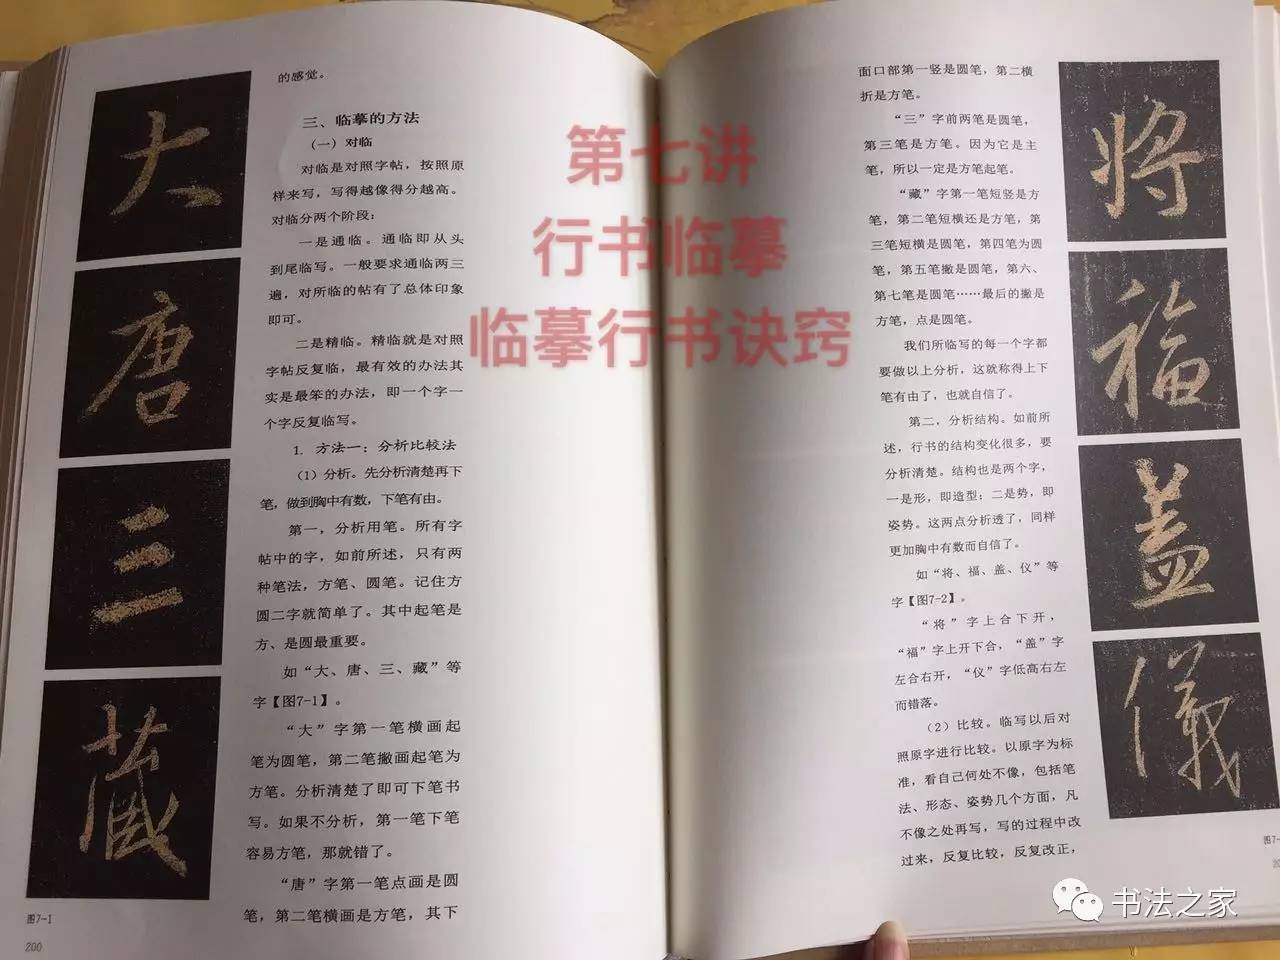 大
唐
三
藏
图7-1
200
的感觉。
三、临摹的方法
（一）对临
对临是对照字帖，按照原
样来写，写得越像得分越高。
对临分两个阶段：
一是通临。通临即从头
到尾临写。一般要求通临两三
遍，对所临的帖有了总体印象
即可。
二是精临。精临就是对照
字帖反复临，最有效的办法其
实是最笨的办法，即一个字一
个字反复临写。
1. 方法一：分析比较法
（1）分析。先分析清楚再下
笔，做到胸中有数，下笔有由。
第一，分析用笔。所有字
帖中的字，如前所述，只有两
种笔法，方笔、圆笔。记住方
圆二字就简单了。其中起笔是
方、是圆最重要。
如“大、唐、三、藏”等
字【图7-1】。
“大”字第一笔横画起
笔为圆笔，第二笔撇画起笔为
方笔。分析清楚了即可下笔书
写。如果不分析，第一笔下笔
容易方笔，那就错了。
“唐”字第一笔点画是圆
笔，第二笔横画是方笔，其下
第七讲
行书临摹
临摹行书诀窍
面口部第一竖是圆笔，第二横
折是方笔。
“三”字前两笔是圆笔，
第三笔是方笔。因为它是主
笔，所以一定是方笔起笔。
“藏”字第一笔短竖是方
笔，第二笔短横还是方笔，第
三笔短横是圆笔，第四笔为圆
笔，第五笔撇是圆笔，第六、
第七笔是圆笔……最后的撇是
方笔，点是圆笔。
我们所临写的每一个字都
要做以上分析，这就称得上下
笔有由了，也就自信了。
第二，分析结构。如前所
述，行书的结构变化很多，要
分析清楚。结构也是两个字，
一是形，即造型；二是势，即
姿势。这两点分析透了，同样
更加胸中有数而自信了。
如“将、福、盖、仪”等
字【图7-2】。
“将”字上合下开，
“福”字上开下合，“盖”字
左合右开，“仪”字低高右左
而错落。
（2）比较。临写以后对
照原字进行比较。以原字为标
准，看自己何处不像，包括笔
法、形态、姿势几个方面，凡
不像之处再写，写的过程中改
过来，反复比较，反复改正，
将
福
盖
儀
图7-
书法之家